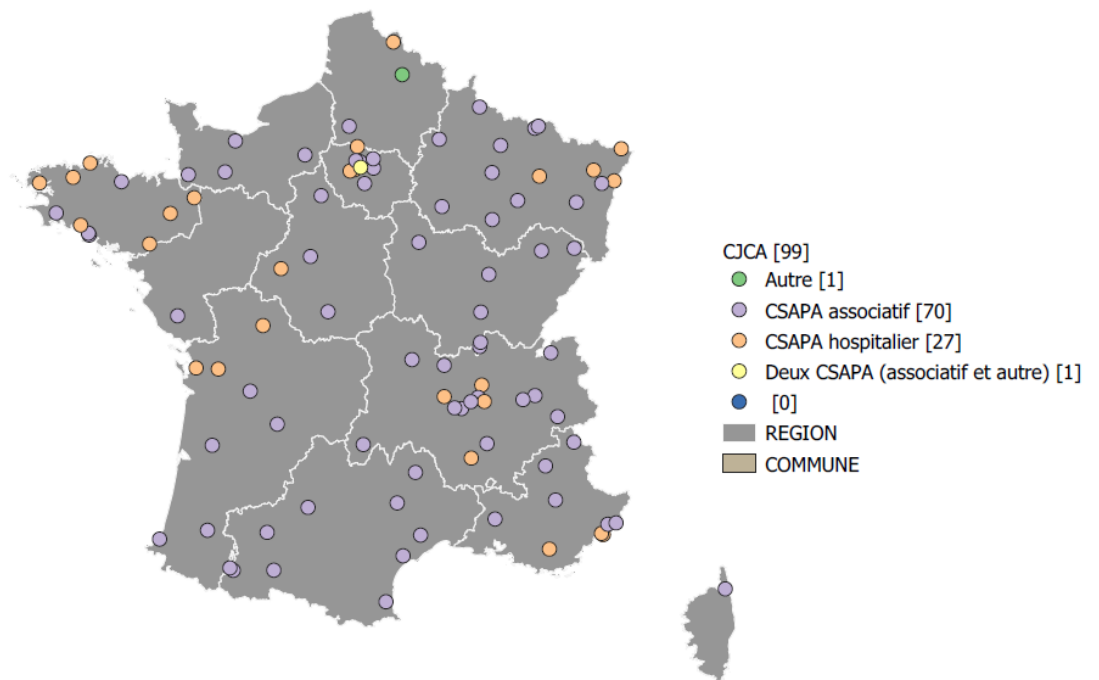 CJCA [99]
Autre [1]
CSAPA associatif [70]
CSAPA hospitalier [27]
Deux CSAPA (associatif et autre) [1]
[0]
REGION
COMMUNE